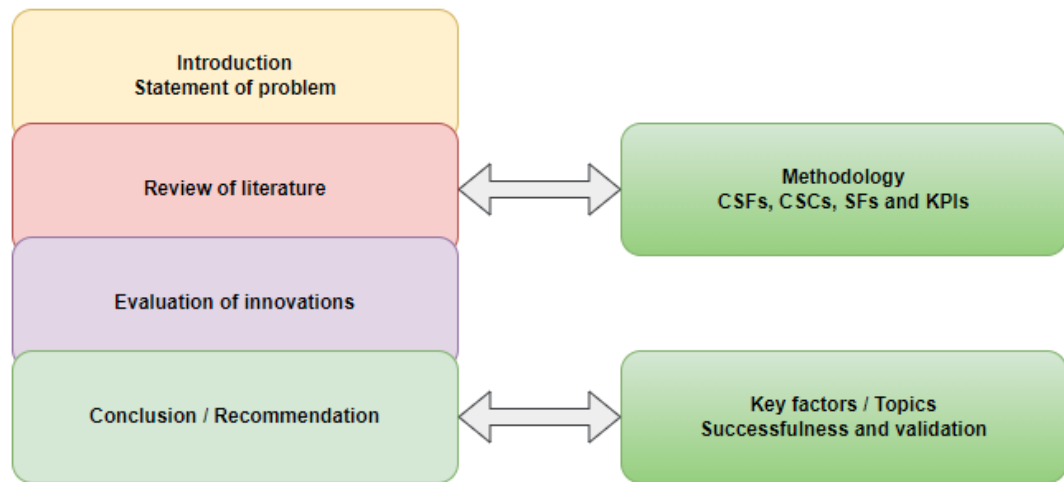 Introduction
Statement of problem
Review of literature
Methodology
CSFs, CSCs, SFs and KPIs
Evaluation of innovations
Conclusion / Recommendation
Key factors / Topics
Successfulness and validation